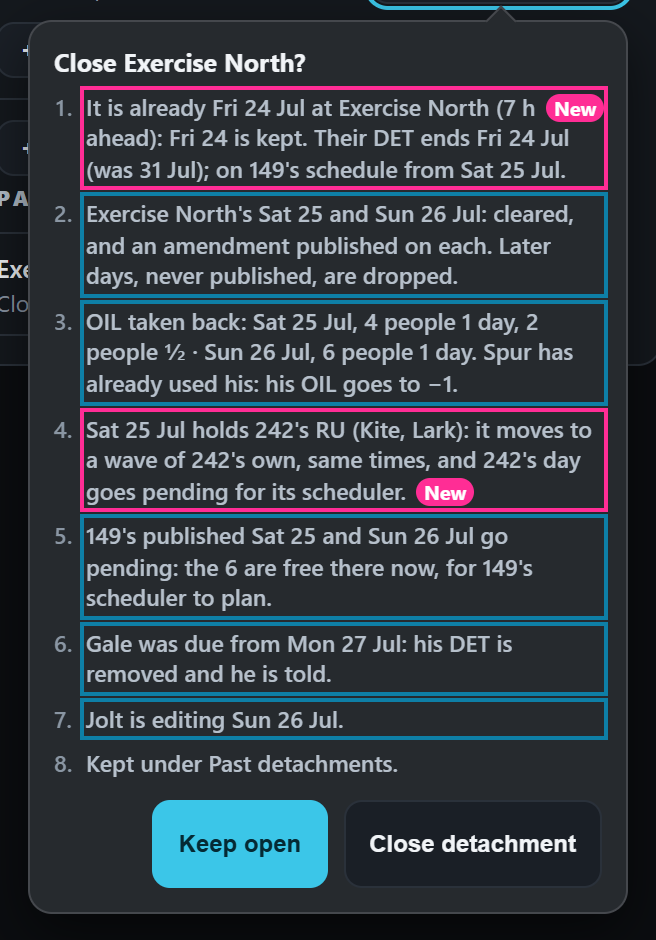 PA
Exe
Clo
Close Exercise North?
1. It is already Fri 24 Jul at Exercise North (7 h New
ahead): Fri 24 is kept. Their DET ends Fri 24 Jul
(was 31 Jul); on 149's schedule from Sat 25 Jul.
2. Exercise North's Sat 25 and Sun 26 Jul: cleared,
and an amendment published on each. Later
days, never published, are dropped.
3. OIL taken back: Sat 25 Jul, 4 people 1 day, 2
people ½ · Sun 26 Jul, 6 people 1 day. Spur has
already used his: his OIL goes to −1.
4. Sat 25 Jul holds 242's RU (Kite, Lark): it moves to
a wave of 242's own, same times, and 242's day
goes pending for its scheduler. New
5. 149's published Sat 25 and Sun 26 Jul go
pending: the 6 are free there now, for 149's
scheduler to plan.
6. Gale was due from Mon 27 Jul: his DET is
removed and he is told.
7. Jolt is editing Sun 26 Jul.
8. Kept under Past detachments.
Keep open
Close detachment